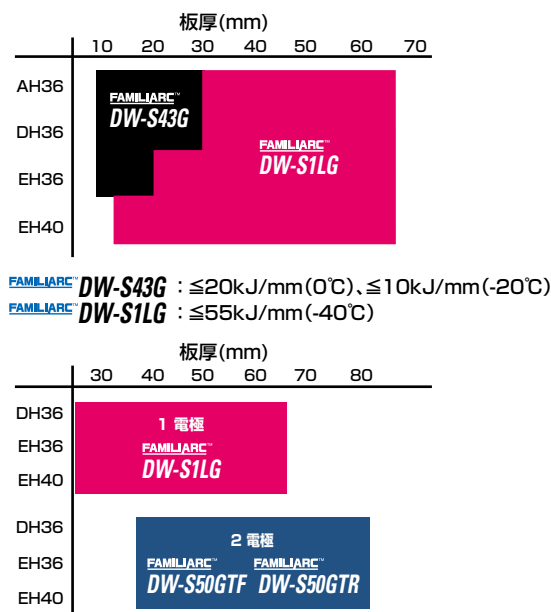 板厚(mm)
10 20 30 40 50 60 70
AH36
FAMILIARC™
DW-S43G
DH36
FAMILIARC™
DW-S1LG
EH36
EH40
FAMILIARC™ DW-S43G：≦20kJ/mm(0℃)、≦10kJ/mm(-20℃)
FAMILIARC™ DW-S1LG：≦55kJ/mm(-40℃)
板厚(mm)
30 40 50 60 70 80
DH36
1 電極
EH36
FAMILIARC™
DW-S1LG
EH40
DH36
2 電極
EH36
FAMILIARC™ FAMILIARC™
DW-S50GTF DW-S50GTR
EH40